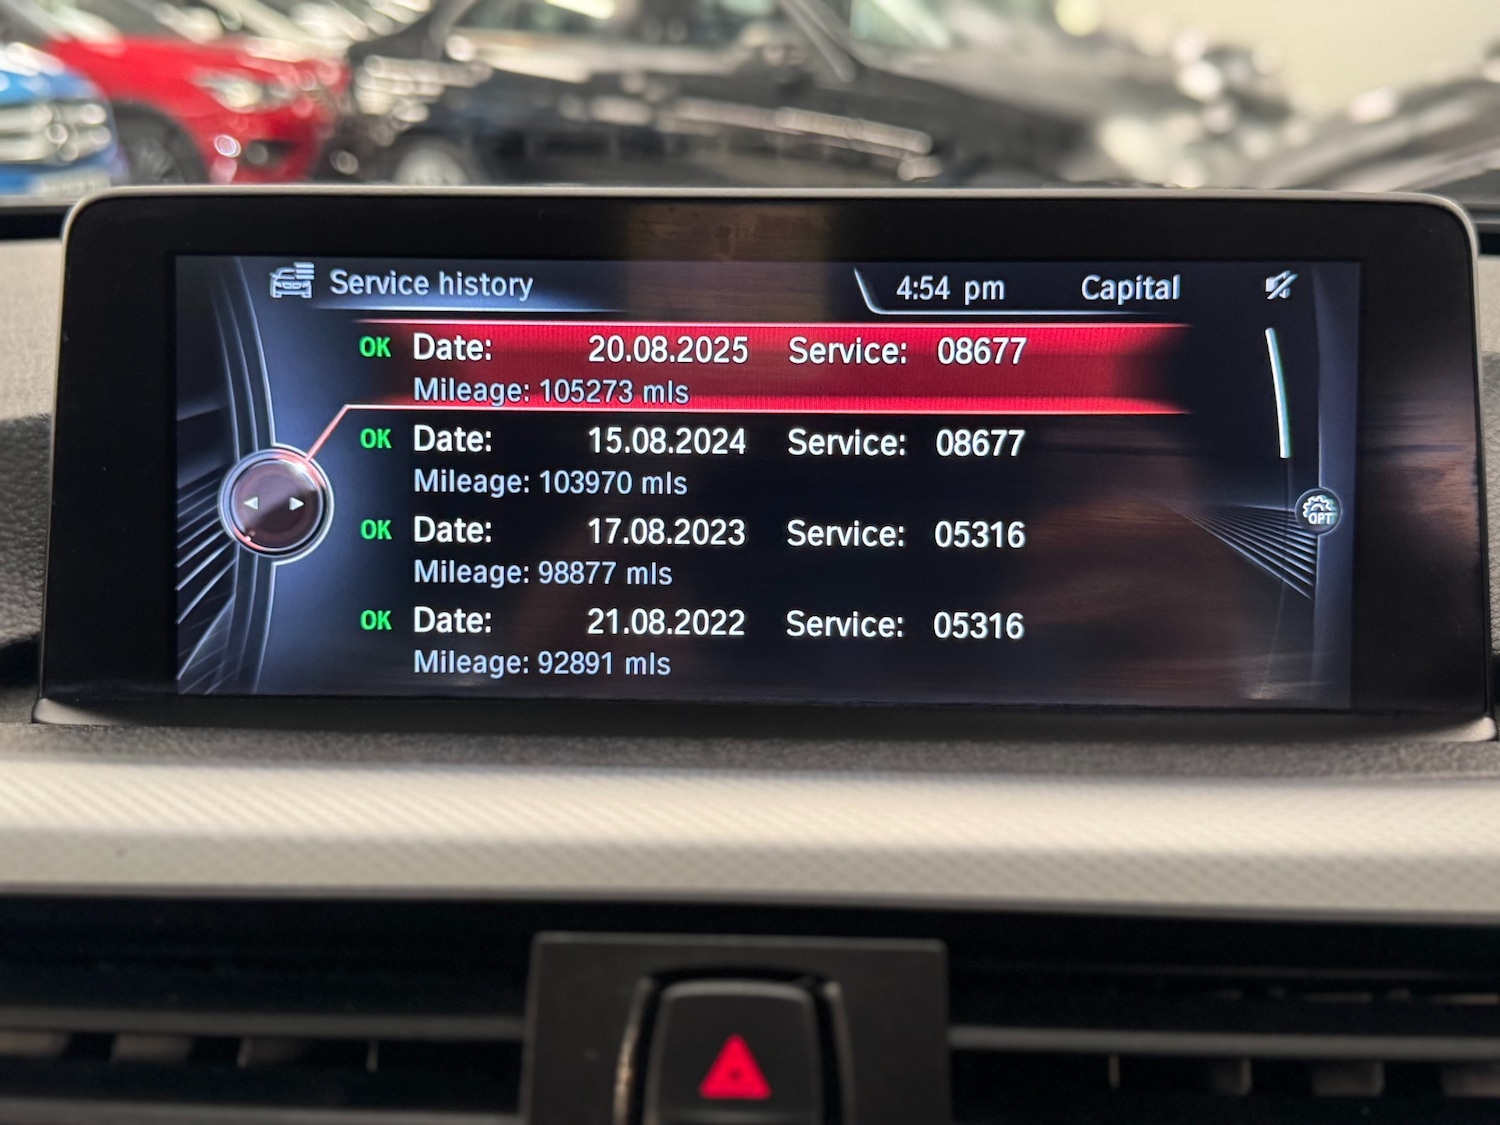 Service history 4:54 pm Capital
OK Date: 20.08.2025 Service: 08677
Mileage: 105273 mls
OK Date: 15.08.2024 Service: 08677
Mileage: 103970 mls
OK Date: 17.08.2023 Service: 05316
Mileage: 98877 mls
OPT
OK Date: 21.08.2022 Service: 05316
Mileage: 92891 mls